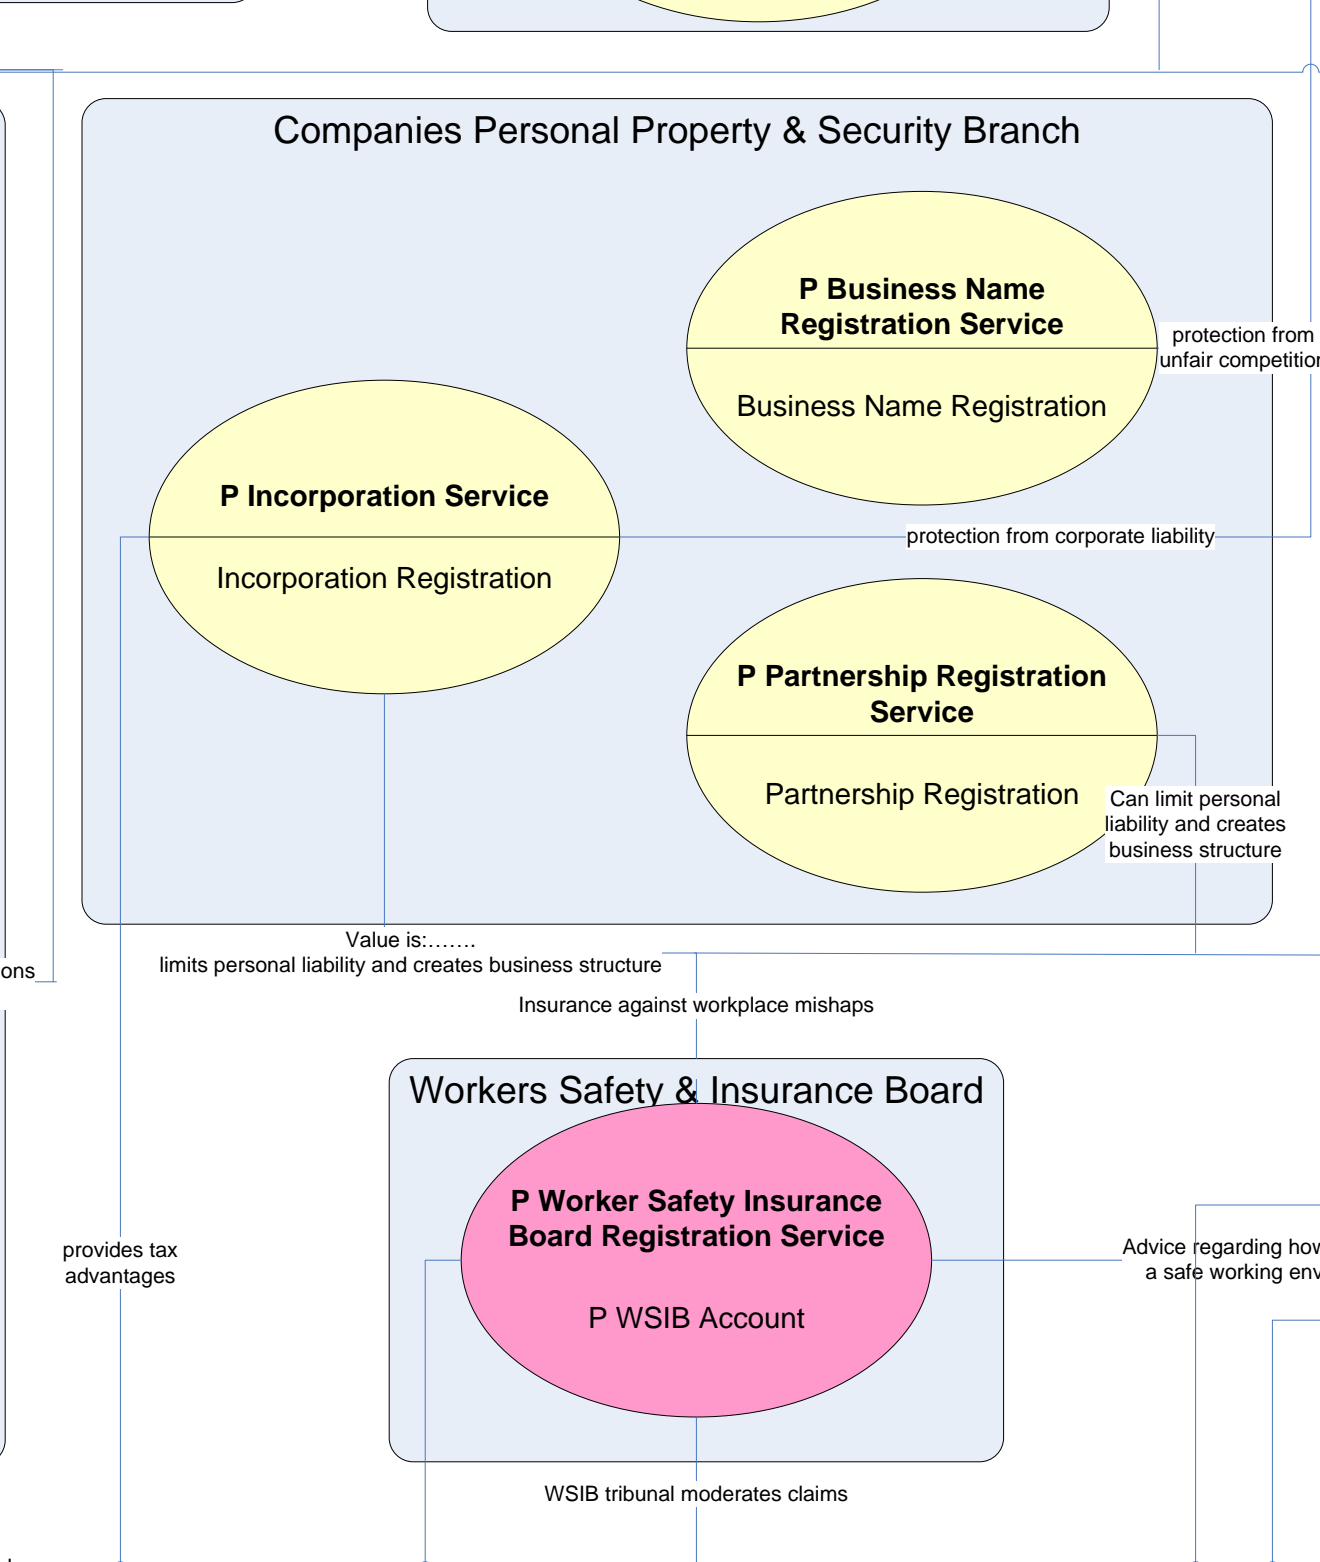 Companies Personal Property & Security Branch
P Business Name
Registration Service
Business Name Registration
protection from
unfair
P Incorporation Service
Incorporation Registration
protection from corporate liability
P Partnership Registration
Service
Partnership Registration
Can limit personal
liability and creates
business structure
Value is:.......
limits personal liability and creates business structure
Insurance against workplace mishaps
Workers Safety & Insurance Board
P Worker Safety Insurance
Board Registration Service
P WSIB Account
provides tax
advantages
Advice regarding how
a safe working
WSIB tribunal moderates claims